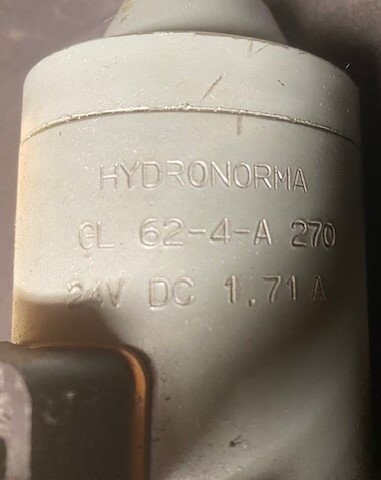 HYDRONORMA
GL 62-4-A 270
24V DC 1.71 A